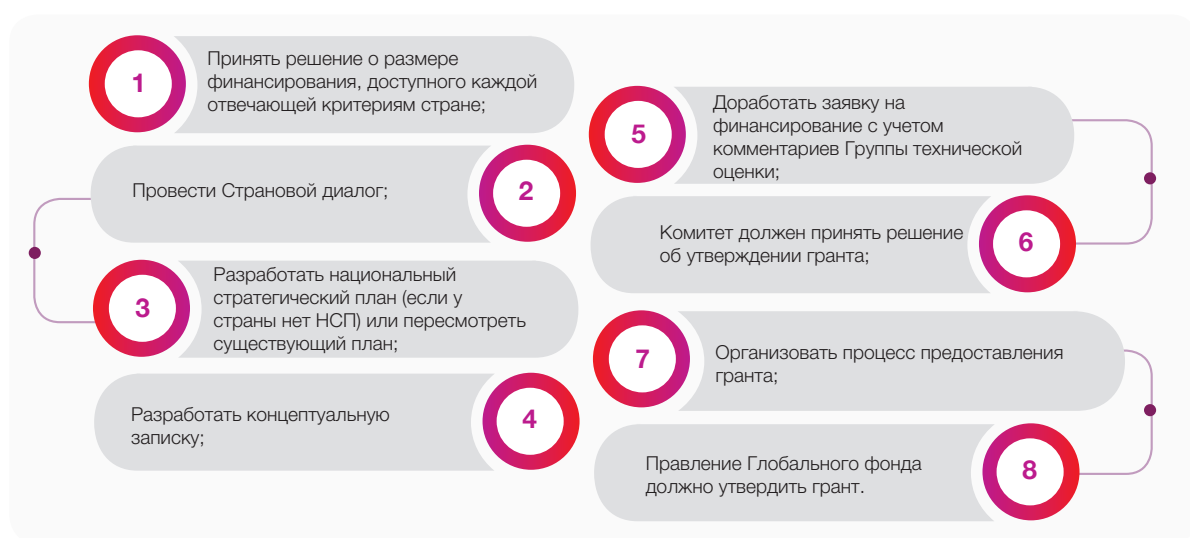 1
Принять решение о размере
финансирования, доступного каждой
отвечающей критериям стране;
Провести Страновой диалог;
2
3
Разработать национальный
стратегический план (если у
страны нет НСП) или пересмотреть
существующий план;
Разработать концептуальную
записку;
4
5
Доработать заявку на
финансирование с учетом
комментариев Группы технической
оценки;
Комитет должен принять решение
об утверждении гранта;
6
7
Организовать процесс предоставления
гранта;
Правление Глобального фонда
должно утвердить грант.
8